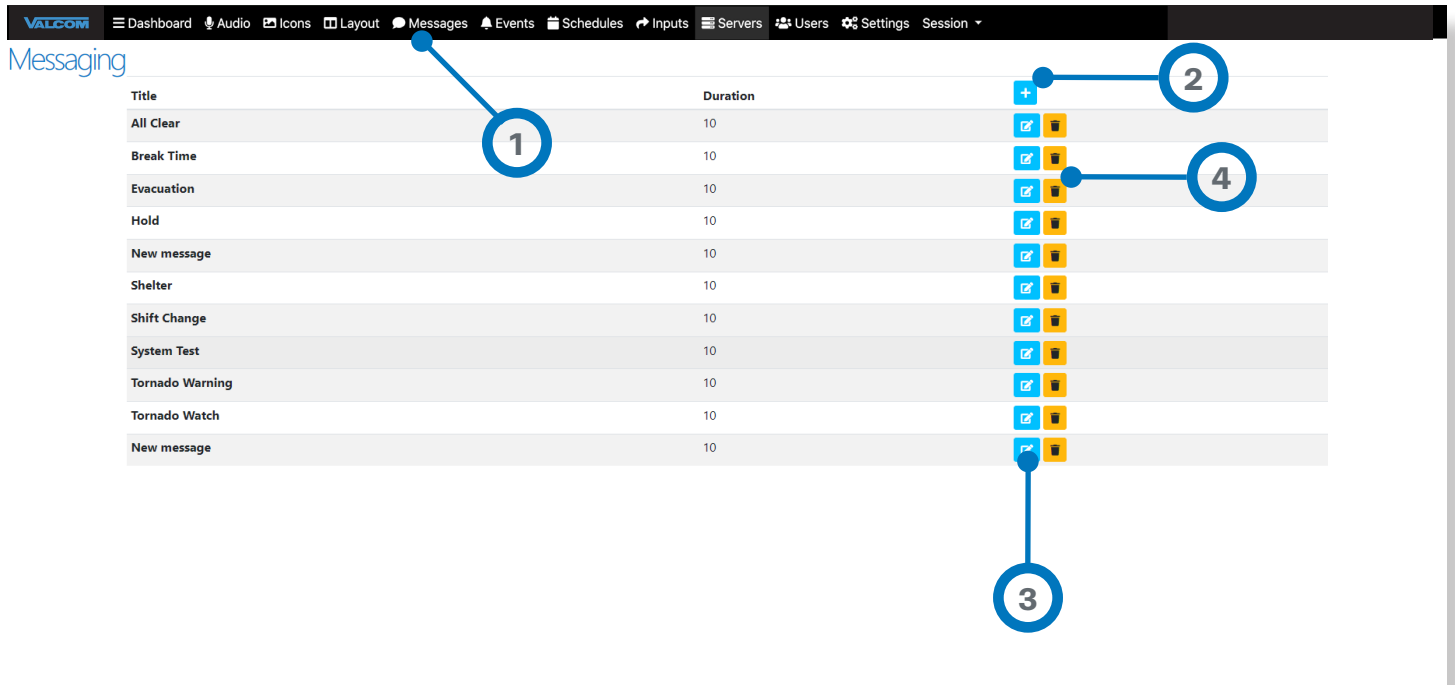 VALCOM Dashboard Audio Icons Layout Messages Events Schedules Inputs Servers Users Settings Session
Messaging
Title Duration +
2
All Clear 10
1
Break Time 10
4
Evacuation 10
Hold 10
New message 10
Shelter 10
Shift Change 10
System Test 10
Tornado Warning 10
Tornado Watch 10
New message 10
3